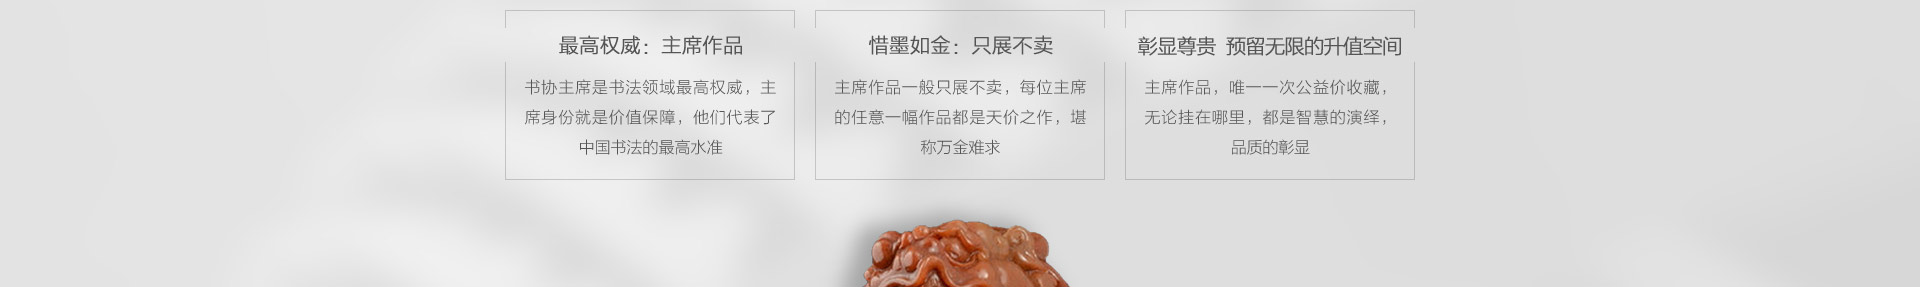 最高权威：主席作品
书协主席是书法领域最高权威，主
席身份就是价值保障，他们代表了
中国书法的最高水准
惜墨如金：只展不卖
主席作品一般只展不卖，每位主席
的任意一幅作品都是天价之作，堪
称万金难求
彰显尊贵 预留无限的升值空间
主席作品，唯一一次公益价收藏，
无论挂在哪里，都是智慧的演绎，
品质的彰显